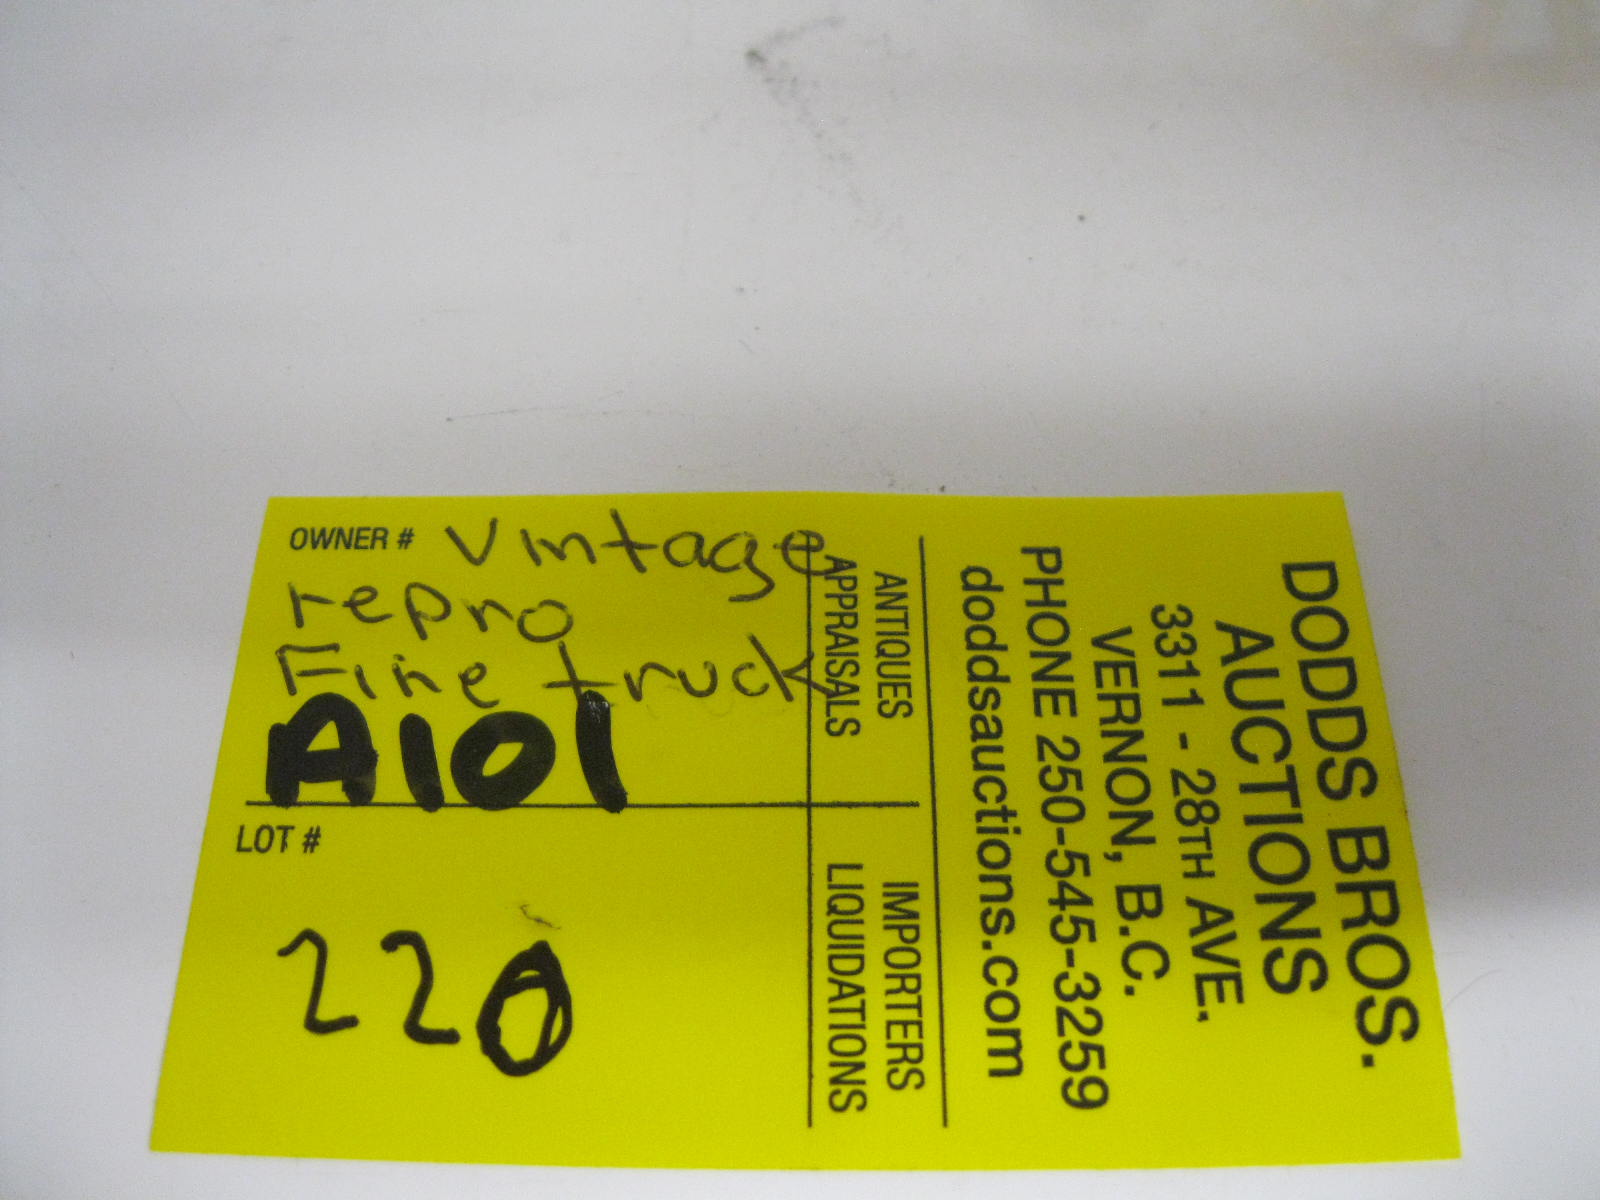 OWNER # vintage
repro
Fire truck
A101
LOT #
220
ANTIQUES
APPRAISALS
IMPORTERS
LIQUIDATIONS
DODDS BROS.
AUCTIONS
3311 - 28TH AVE.
VERNON, B.C.
PHONE 250-545-3259
doddsauctions.com